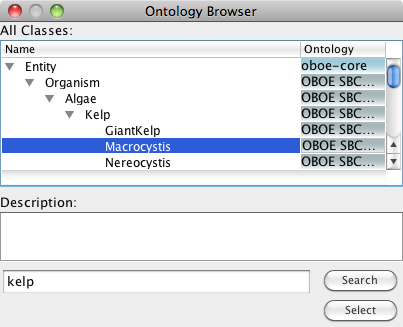 Ontology Browser
All Classes:
Name Ontology
Entity oboe-core
Organism OBOE SBC...
Algae OBOE SBC...
Kelp OBOE SBC...
GiantKelp OBOE SBC...
Macrocystis OBOE SBC...
Nereocystis OBOE SBC...
Description:
kelp Search
Select